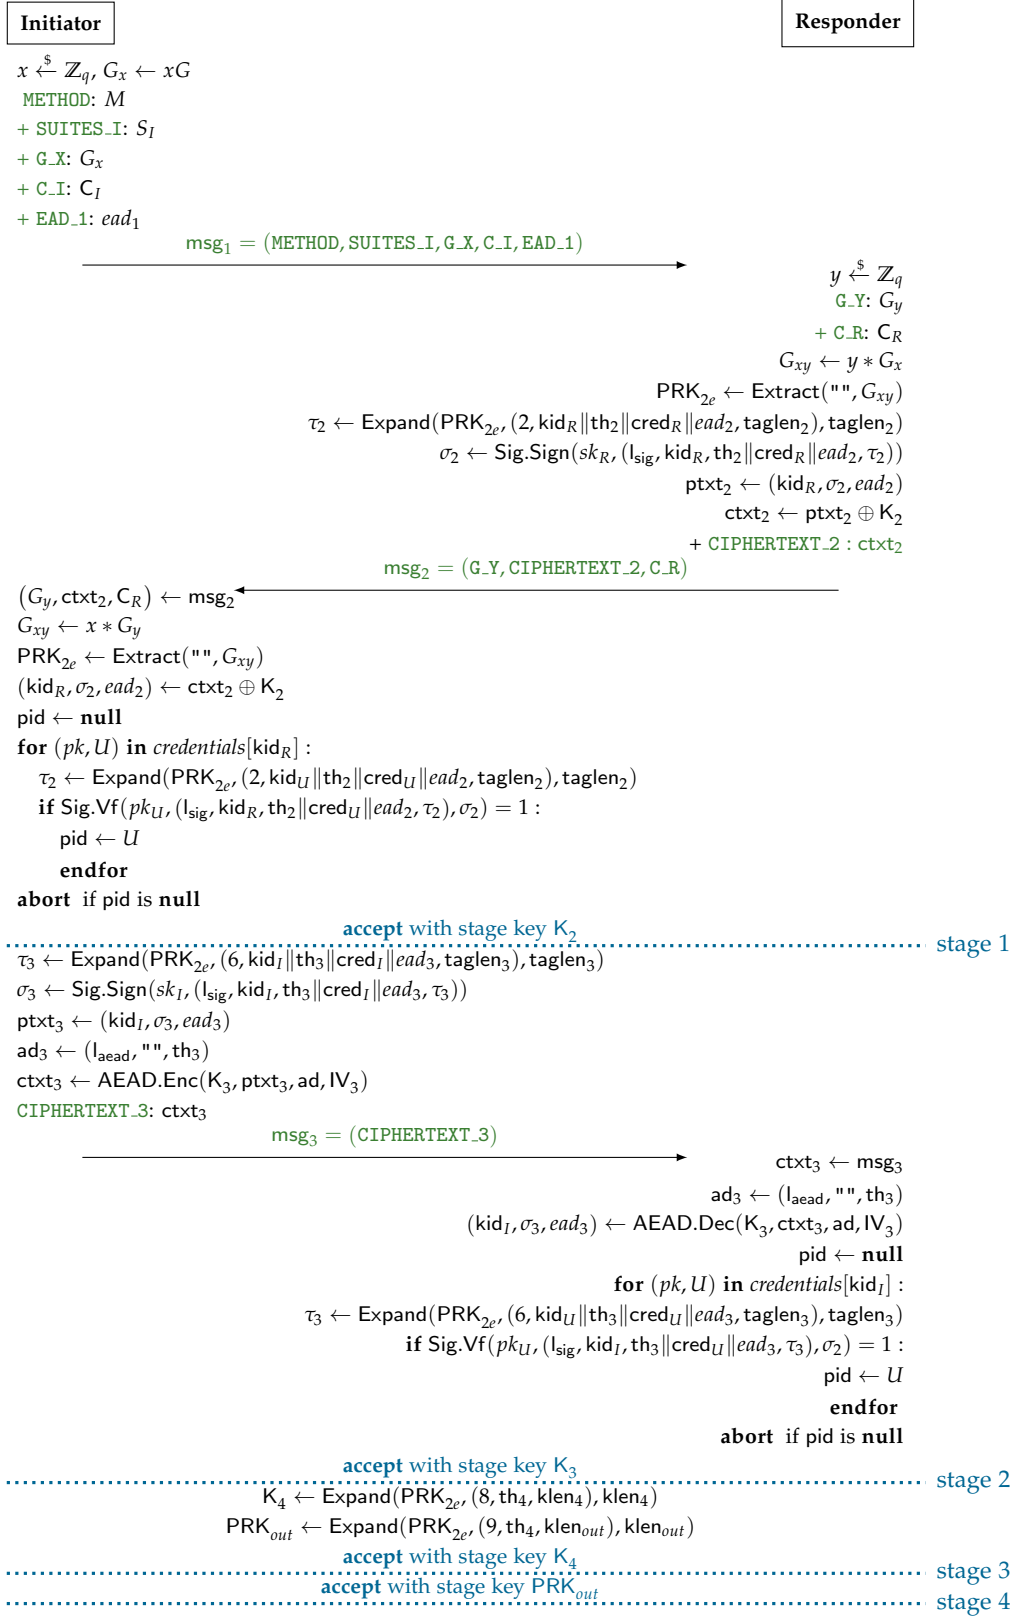 Initiator
Responder
x ←$ ℤq, Gx ← xG
METHOD: M
+ SUITES_I: SI
+ G_X: Gx
+ C_I: CI
+ EAD_1: ead1
msg1 = (METHOD, SUITES_I, G_X, C_I, EAD_1)
y ←$ ℤq
G_Y: Gy
+ C_R: CR
Gxy ← y * Gx
PRK2e ← Extract("", Gxy)
τ2 ← Expand(PRK2e, (2, kidR‖th2‖credR‖ead2, taglen2), taglen2)
σ2 ← Sig.Sign(skR, (lsig, kidR, th2‖credR‖ead2, τ2))
ptxt2 ← (kidR, σ2, ead2)
ctxt2 ← ptxt2 ⊕ K2
+ CIPHERTEXT_2 : ctxt2
msg2 = (G_Y, CIPHERTEXT_2, C_R)
(Gy, ctxt2, CR) ← msg2
Gxy ← x * Gy
PRK2e ← Extract("", Gxy)
(kidR, σ2, ead2) ← ctxt2 ⊕ K2
pid ← null
for (pk, U) in credentials[kidR] :
τ2 ← Expand(PRK2e, (2, kidU‖th2‖credU‖ead2, taglen2), taglen2)
if Sig.Vf(pkU, (lsig, kidR, th2‖credU‖ead2, τ2), σ2) = 1 :
pid ← U
endfor
abort if pid is null
accept with stage key K2
stage 1
τ3 ← Expand(PRK2e, (6, kidI‖th3‖credI‖ead3, taglen3), taglen3)
σ3 ← Sig.Sign(skI, (lsig, kidI, th3‖credI‖ead3, τ3))
ptxt3 ← (kidI, σ3, ead3)
ad3 ← (laead, "", th3)
ctxt3 ← AEAD.Enc(K3, ptxt3, ad, IV3)
CIPHERTEXT_3: ctxt3
msg3 = (CIPHERTEXT_3)
ctxt3 ← msg3
ad3 ← (laead, "", th3)
(kidI, σ3, ead3) ← AEAD.Dec(K3, ctxt3, ad, IV3)
pid ← null
for (pk, U) in credentials[kidI] :
τ3 ← Expand(PRK2e, (6, kidU‖th3‖credU‖ead3, taglen3), taglen3)
if Sig.Vf(pkU, (lsig, kidI, th3‖credU‖ead3, τ3), σ2) = 1 :
pid ← U
endfor
abort if pid is null
accept with stage key K3
stage 2
K4 ← Expand(PRK2e, (8, th4, klen4), klen4)
PRKout ← Expand(PRK2e, (9, th4, klenout), klenout)
accept with stage key K4
stage 3
accept with stage key PRKout
stage 4